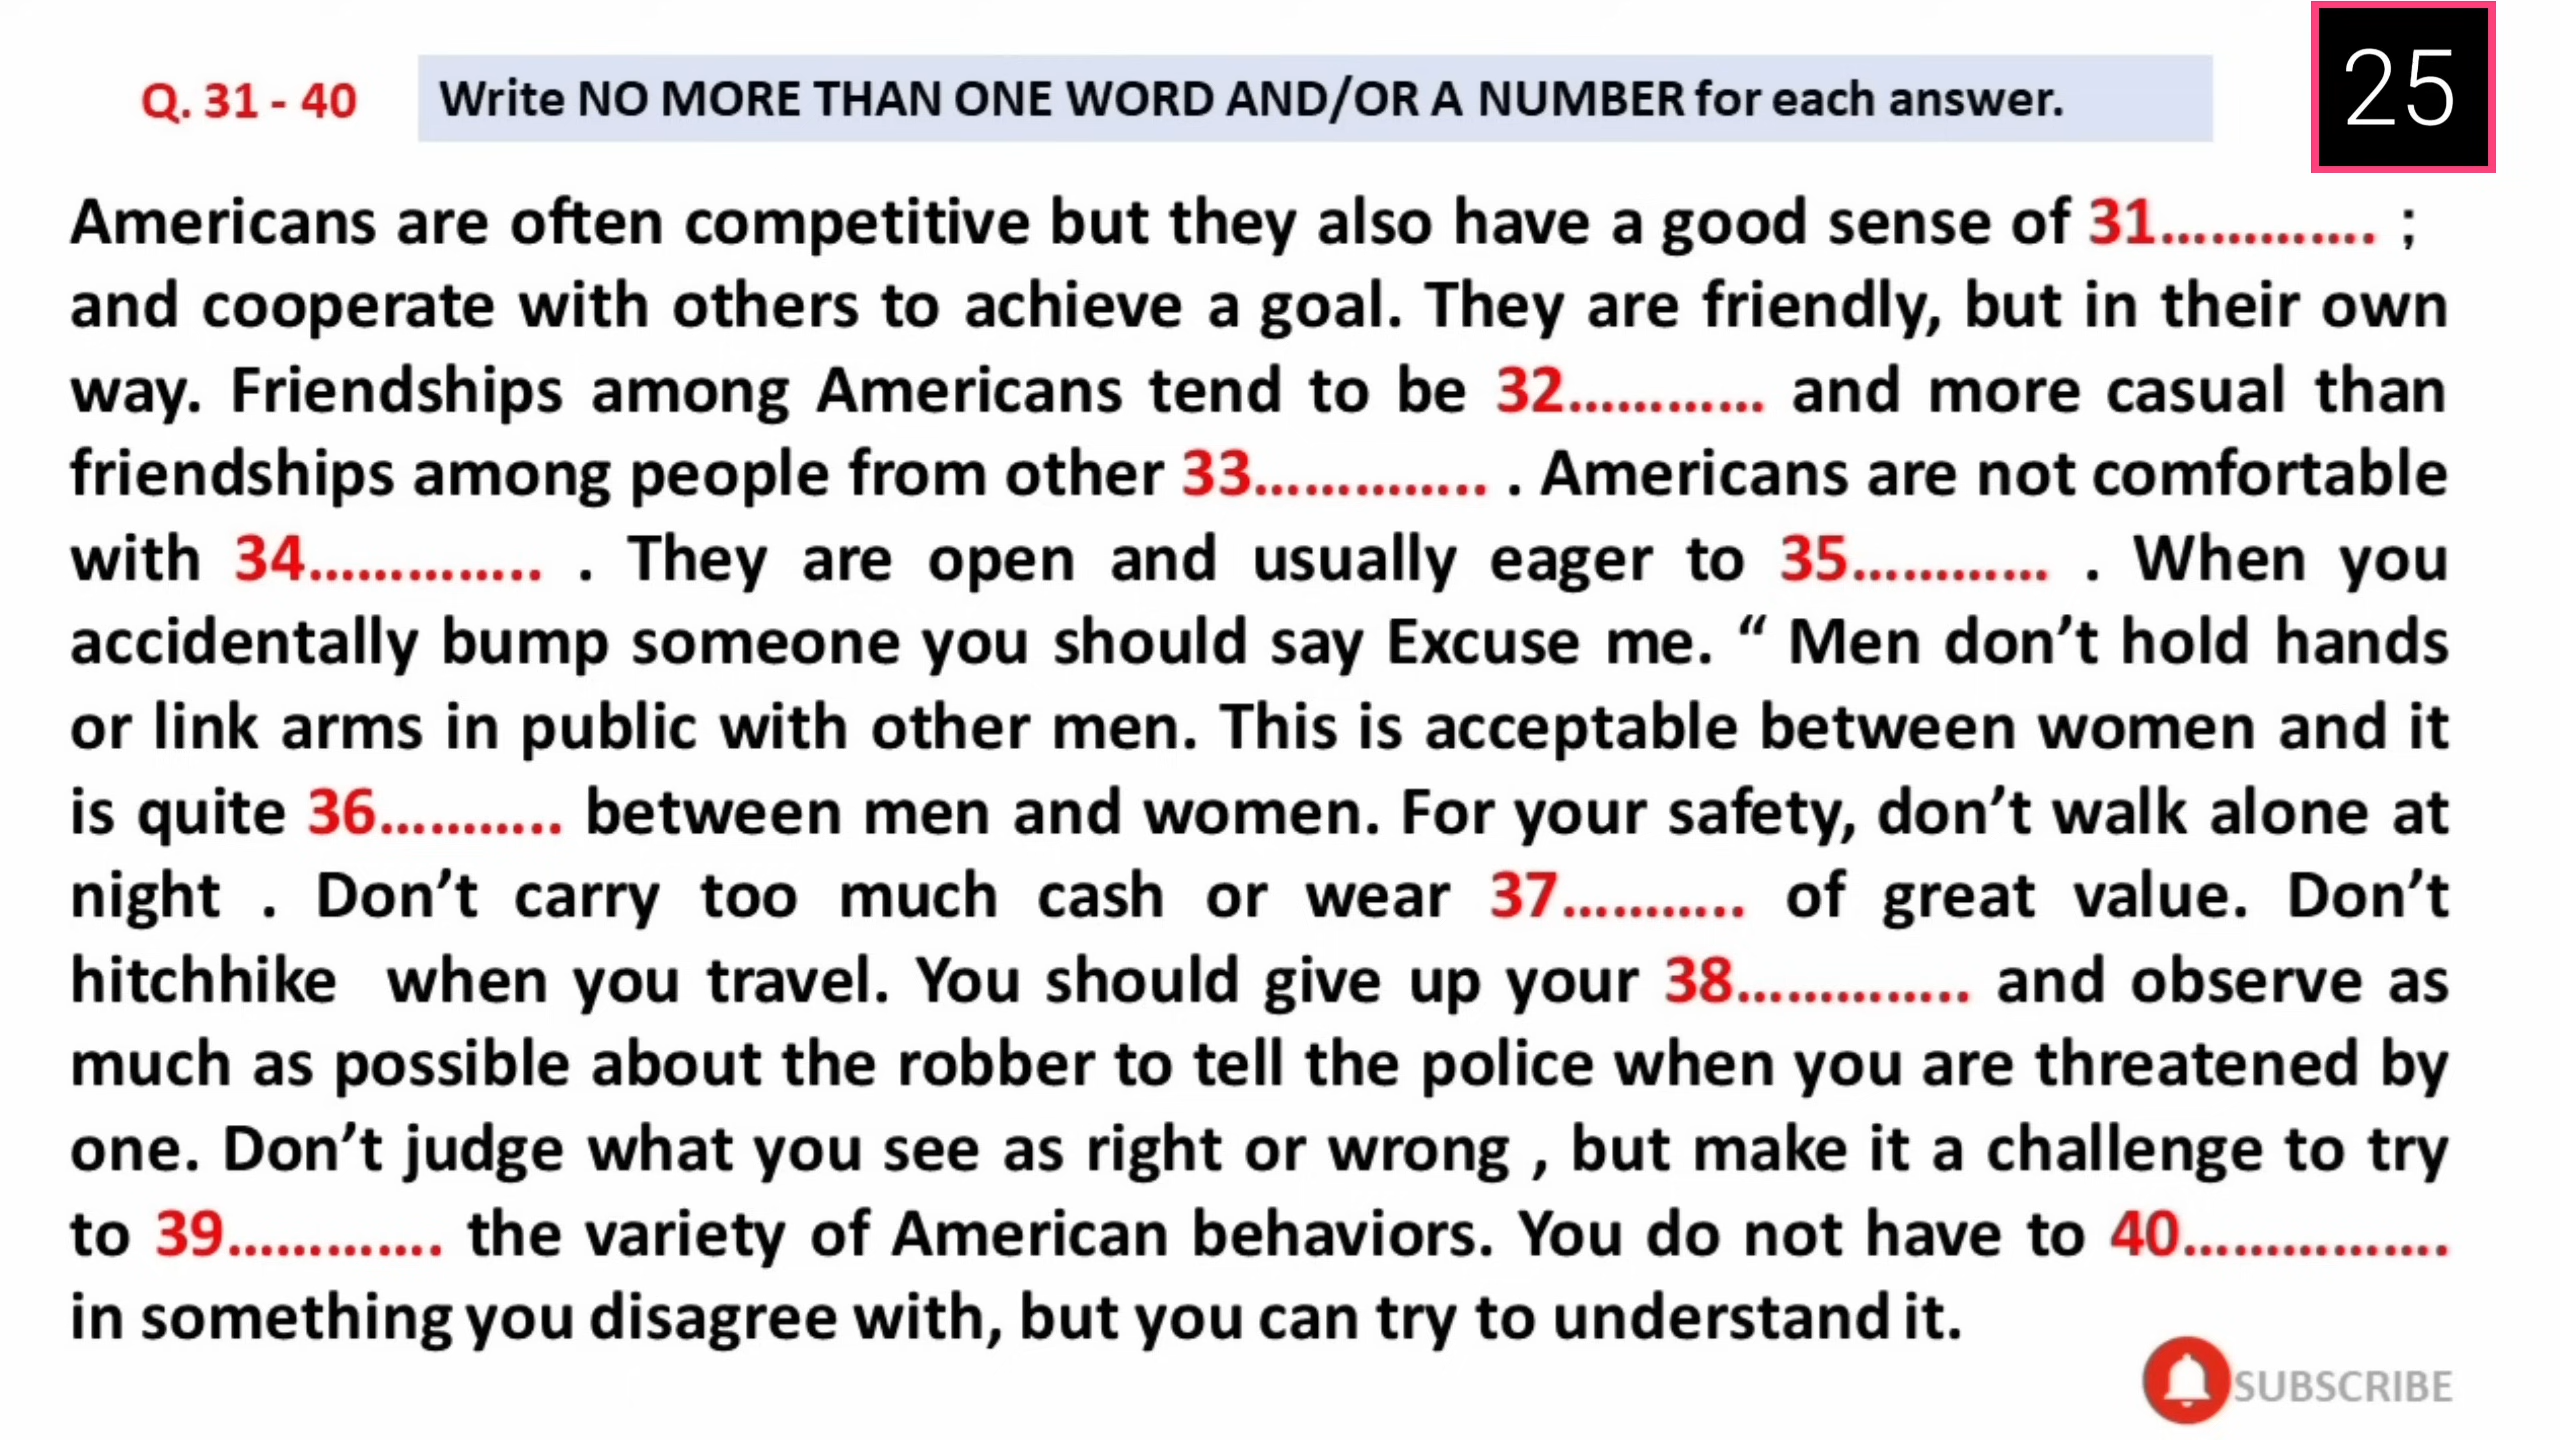 Q. 31 - 40 Write NO MORE THAN ONE WORD AND/OR A NUMBER for each answer. 25
Americans are often competitive but they also have a good sense of 31............. ;
and cooperate with others to achieve a goal. They are friendly, but in their own
way. Friendships among Americans tend to be 32............ and more casual than
friendships among people from other 33.............. . Americans are not comfortable
with 34.............. . They are open and usually eager to 35............ . When you
accidentally bump someone you should say Excuse me. “ Men don’t hold hands
or link arms in public with other men. This is acceptable between women and it
is quite 36........... between men and women. For your safety, don’t walk alone at
night . Don’t carry too much cash or wear 37........... of great value. Don’t
hitchhike when you travel. You should give up your 38.............. and observe as
much as possible about the robber to tell the police when you are threatened by
one. Don’t judge what you see as right or wrong , but make it a challenge to try
to 39............. the variety of American behaviors. You do not have to 40................
in something you disagree with, but you can try to understand it.
SUBSCRIBE